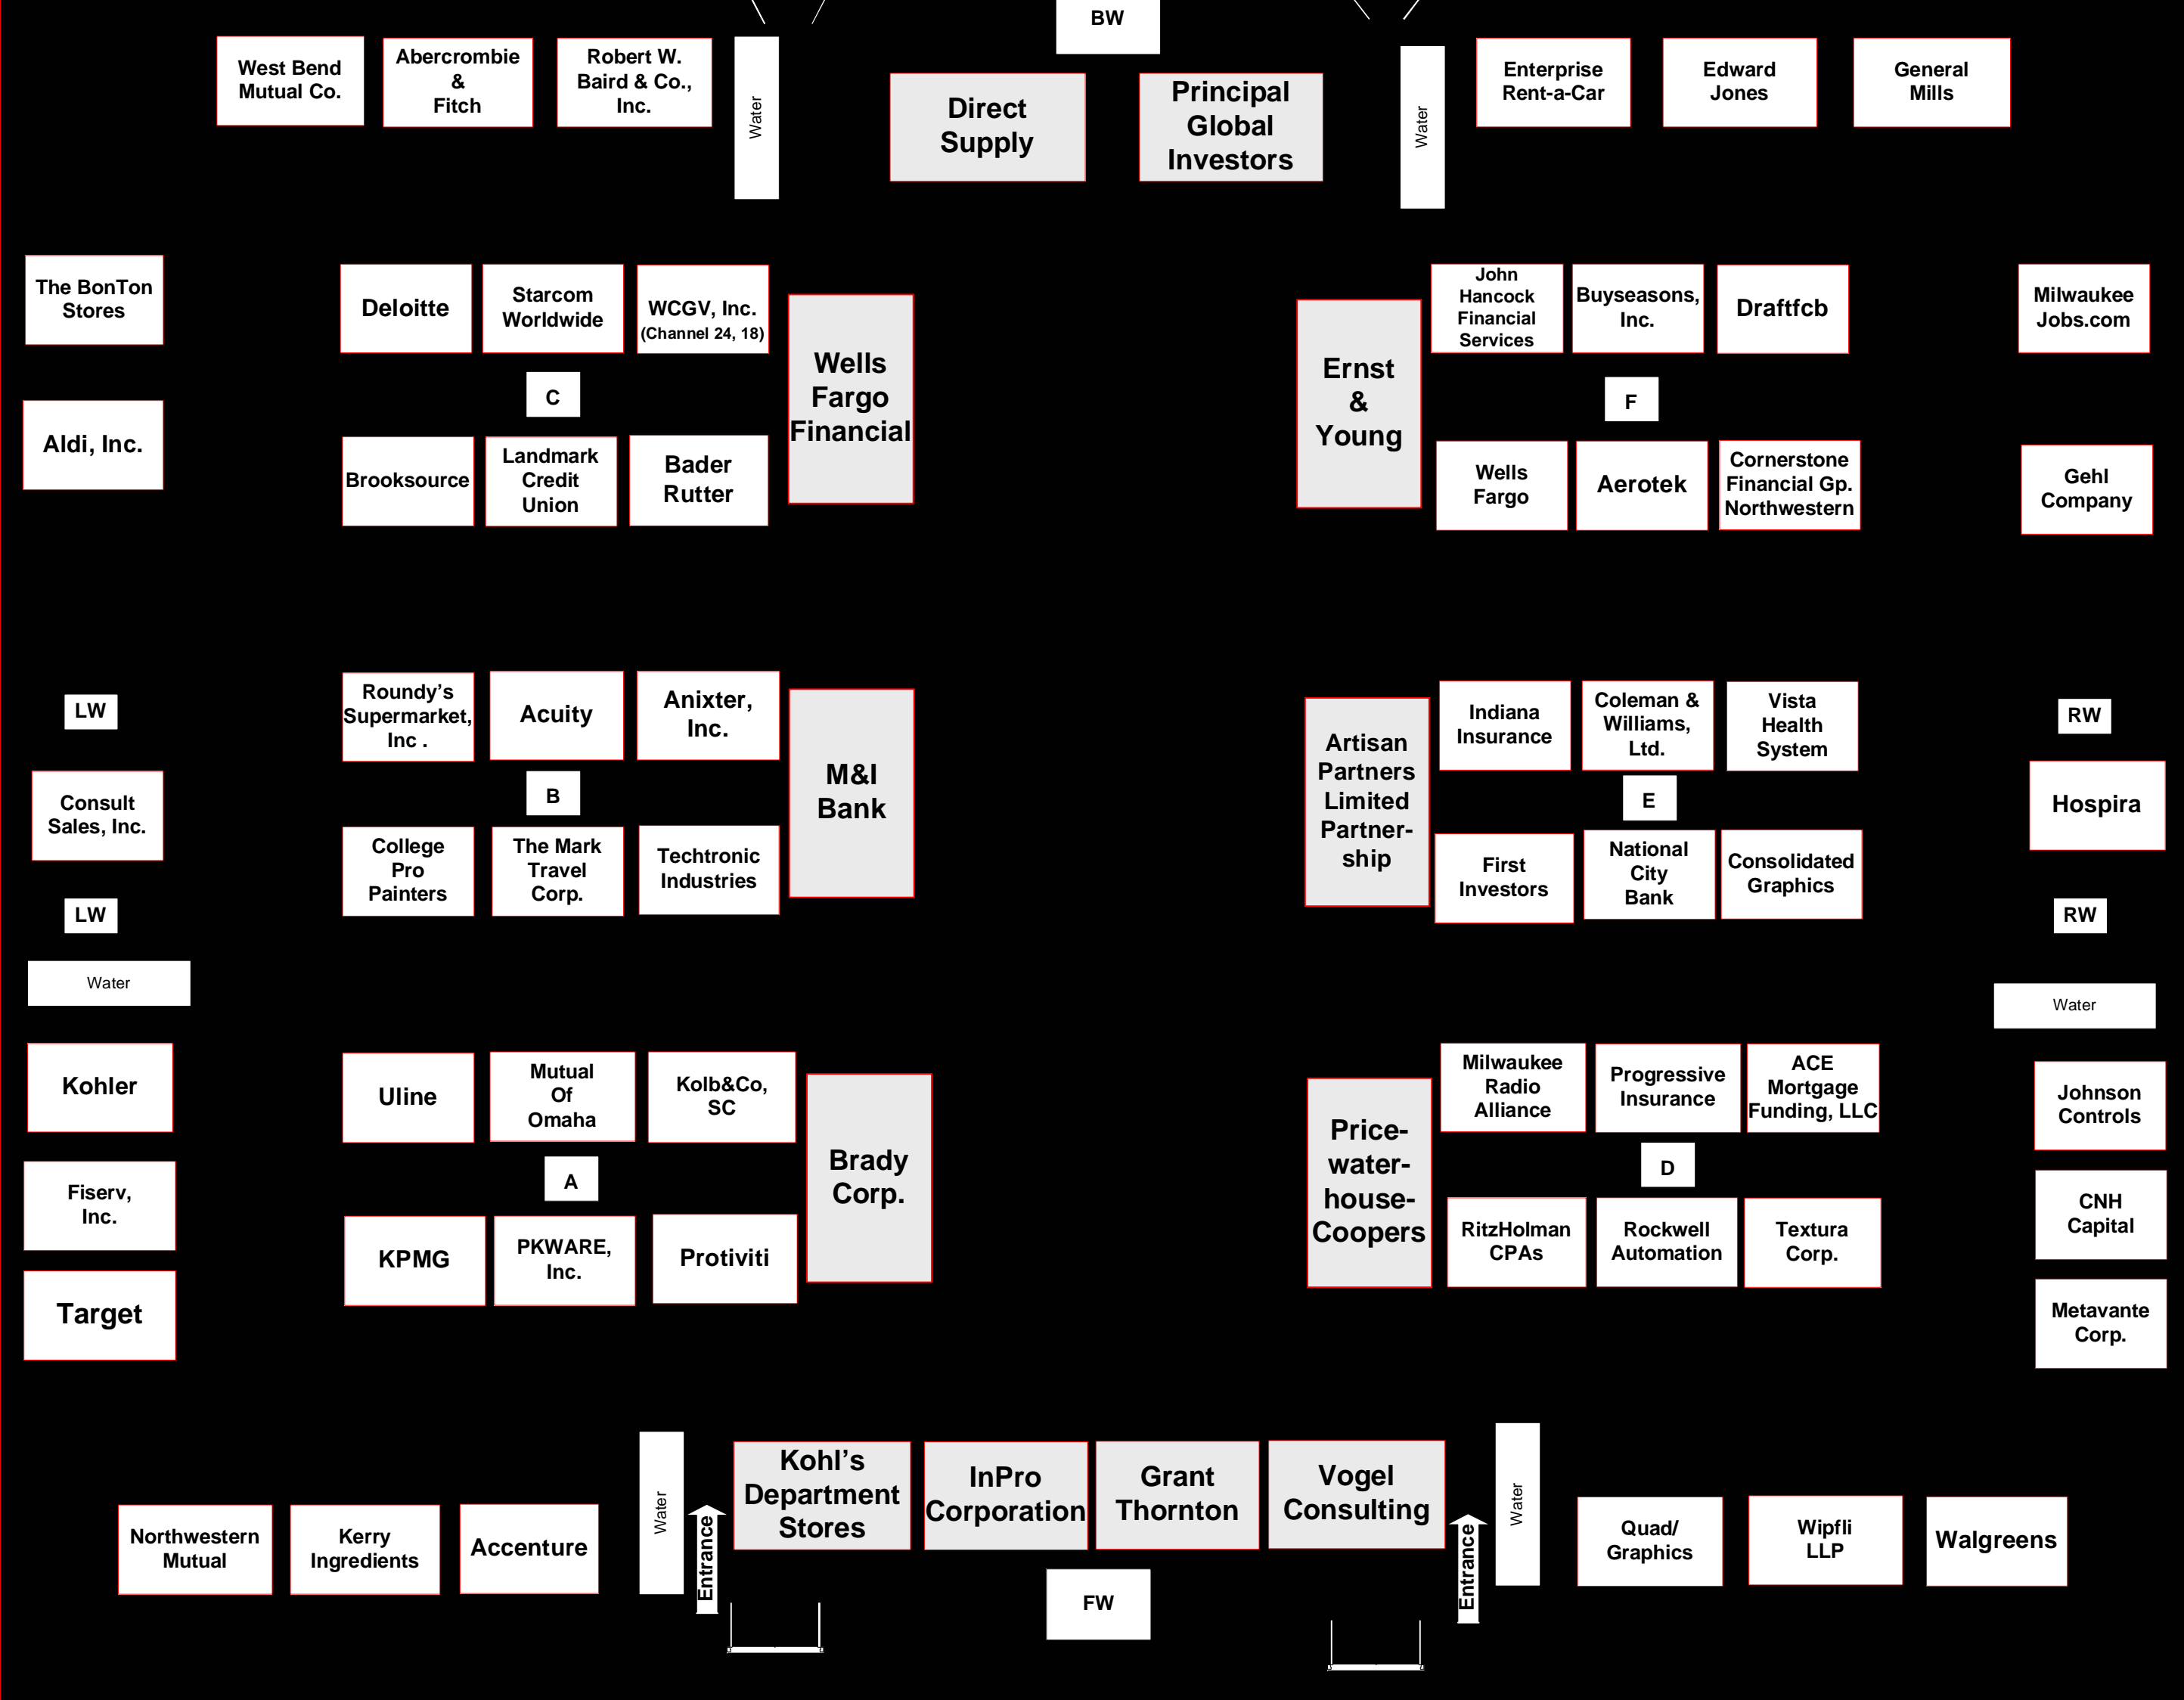 BW
West Bend
Mutual Co.
Abercrombie
&
Fitch
Robert W.
Baird & Co.,
Inc.
Water
Direct
Supply
Principal
Global
Investors
Water
Enterprise
Rent-a-Car
Edward
Jones
General
Mills
The BonTon
Stores
Deloitte
Starcom
Worldwide
WCGV, Inc.
(Channel 24, 18)
Wells
Fargo
Financial
Ernst
&
Young
John
Hancock
Financial
Services
Buyseasons,
Inc.
Draftfcb
Milwaukee
Jobs.com
C
F
Aldi, Inc.
Brooksource
Landmark
Credit
Union
Bader
Rutter
Wells
Fargo
Aerotek
Cornerstone
Financial Gp.
Northwestern
Gehl
Company
LW
Roundy’s
Supermarket,
Inc .
Acuity
Anixter,
Inc.
M&I
Bank
Artisan
Partners
Limited
Partner-
ship
Indiana
Insurance
Coleman &
Williams,
Ltd.
Vista
Health
System
RW
B
E
Consult
Sales, Inc.
College
Pro
Painters
The Mark
Travel
Corp.
Techtronic
Industries
First
Investors
National
City
Bank
Consolidated
Graphics
Hospira
LW
RW
Water
Water
Kohler
Uline
Mutual
Of
Omaha
Kolb&Co,
SC
Brady
Corp.
Price-
water-
house-
Coopers
Milwaukee
Radio
Alliance
Progressive
Insurance
ACE
Mortgage
Funding, LLC
Johnson
Controls
A
D
Fiserv,
Inc.
KPMG
PKWARE,
Inc.
Protiviti
RitzHolman
CPAs
Rockwell
Automation
Textura
Corp.
CNH
Capital
Target
Metavante
Corp.
Northwestern
Mutual
Kerry
Ingredients
Accenture
Water
Entrance
Kohl’s
Department
Stores
InPro
Corporation
Grant
Thornton
Vogel
Consulting
Entrance
Water
Quad/
Graphics
Wipfli
LLP
Walgreens
FW